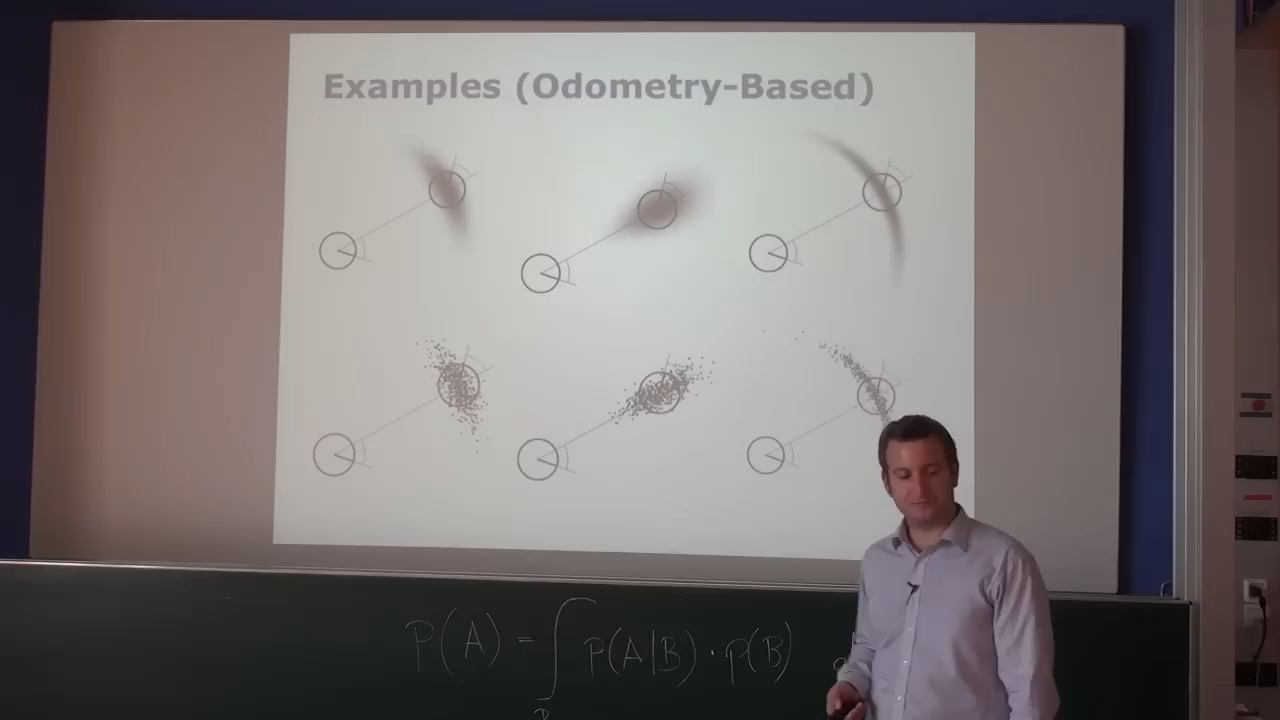 Examples (Odometry-Based)
P(A) = ∫ p(A|B) · p(B)
B